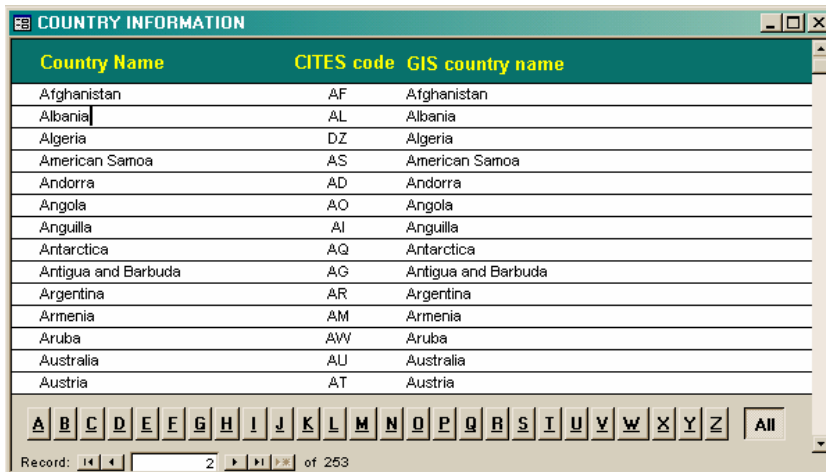 COUNTRY INFORMATION
Country Name CITES code GIS country name
Afghanistan AF Afghanistan
Albania AL Albania
Algeria DZ Algeria
American Samoa AS American Samoa
Andorra AD Andorra
Angola AO Angola
Anguilla AI Anguilla
Antarctica AQ Antarctica
Antigua and Barbuda AG Antigua and Barbuda
Argentina AR Argentina
Armenia AM Armenia
Aruba AW Aruba
Australia AU Australia
Austria AT Austria
A B C D E F G H I J K L M N O P Q R S T U V W X Y Z All
Record: 2 of 253